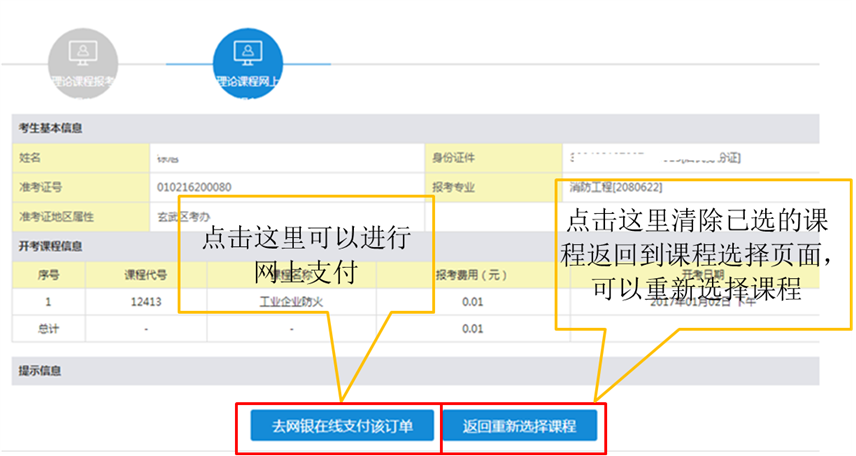 理论课程报考
理论课程网上
考生基本信息
姓名
身份证件
准考证号
010216200080
报考专业
消防工程[2080622]
准考证地区属性
玄武区考办
点击这里可以进行
网上支付
点击这里清除已选的课
程返回到课程选择页面，
可以重新选择课程
开考课程信息
序号
课程代号
课程名称
报考费用（元）
开考日期
1
12413
工业企业防火
0.01
2017年01月02日 下午
总计
-
-
0.01
提示信息
去网银在线支付该订单
返回重新选择课程